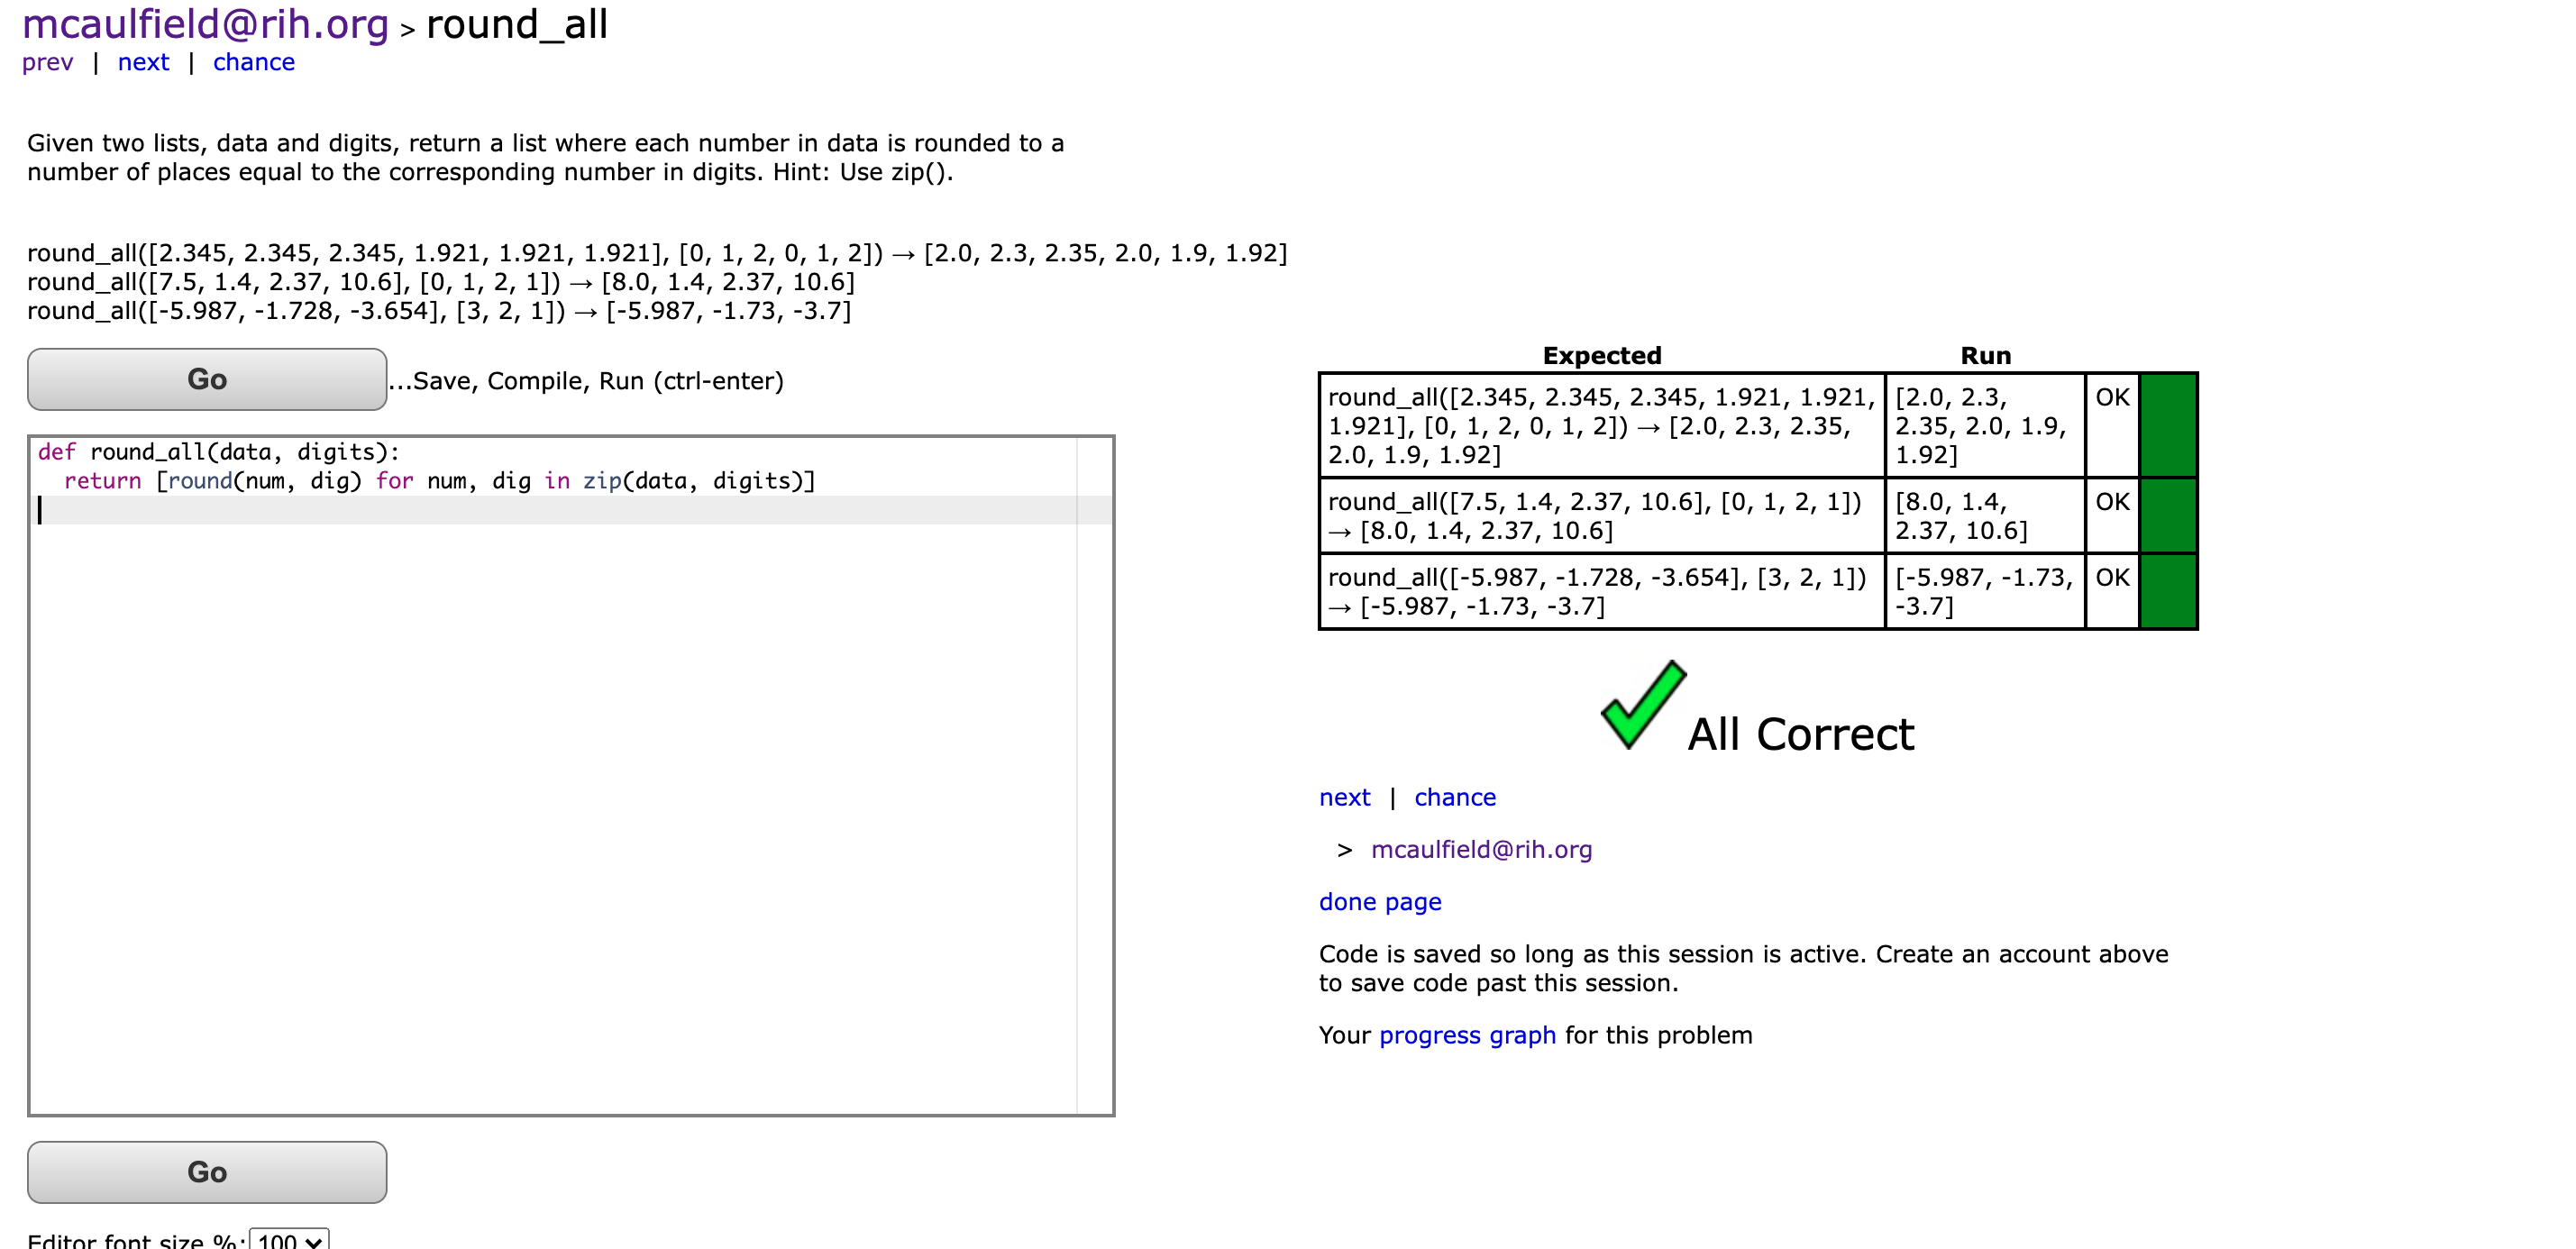 mcaulfield@rih.org > round_all
prev | next | chance
Given two lists, data and digits, return a list where each number in data is rounded to a
number of places equal to the corresponding number in digits. Hint: Use zip().
round_all([2.345, 2.345, 2.345, 1.921, 1.921, 1.921], [0, 1, 2, 0, 1, 2]) → [2.0, 2.3, 2.35, 2.0, 1.9, 1.92]
round_all([7.5, 1.4, 2.37, 10.6], [0, 1, 2, 1]) → [8.0, 1.4, 2.37, 10.6]
round_all([-5.987, -1.728, -3.654], [3, 2, 1]) → [-5.987, -1.73, -3.7]
Go ...Save, Compile, Run (ctrl-enter)
def round_all(data, digits):
  return [round(num, dig) for num, dig in zip(data, digits)]
Go
Editor font size %: 100
Expected Run
round_all([2.345, 2.345, 2.345, 1.921, 1.921, [2.0, 2.3, OK
1.921], [0, 1, 2, 0, 1, 2]) → [2.0, 2.3, 2.35, 2.35, 2.0, 1.9,
2.0, 1.9, 1.92] 1.92]
round_all([7.5, 1.4, 2.37, 10.6], [0, 1, 2, 1]) [8.0, 1.4, OK
→ [8.0, 1.4, 2.37, 10.6] 2.37, 10.6]
round_all([-5.987, -1.728, -3.654], [3, 2, 1]) [-5.987, -1.73, OK
→ [-5.987, -1.73, -3.7] -3.7]
All Correct
next | chance
> mcaulfield@rih.org
done page
Code is saved so long as this session is active. Create an account above
to save code past this session.
Your progress graph for this problem